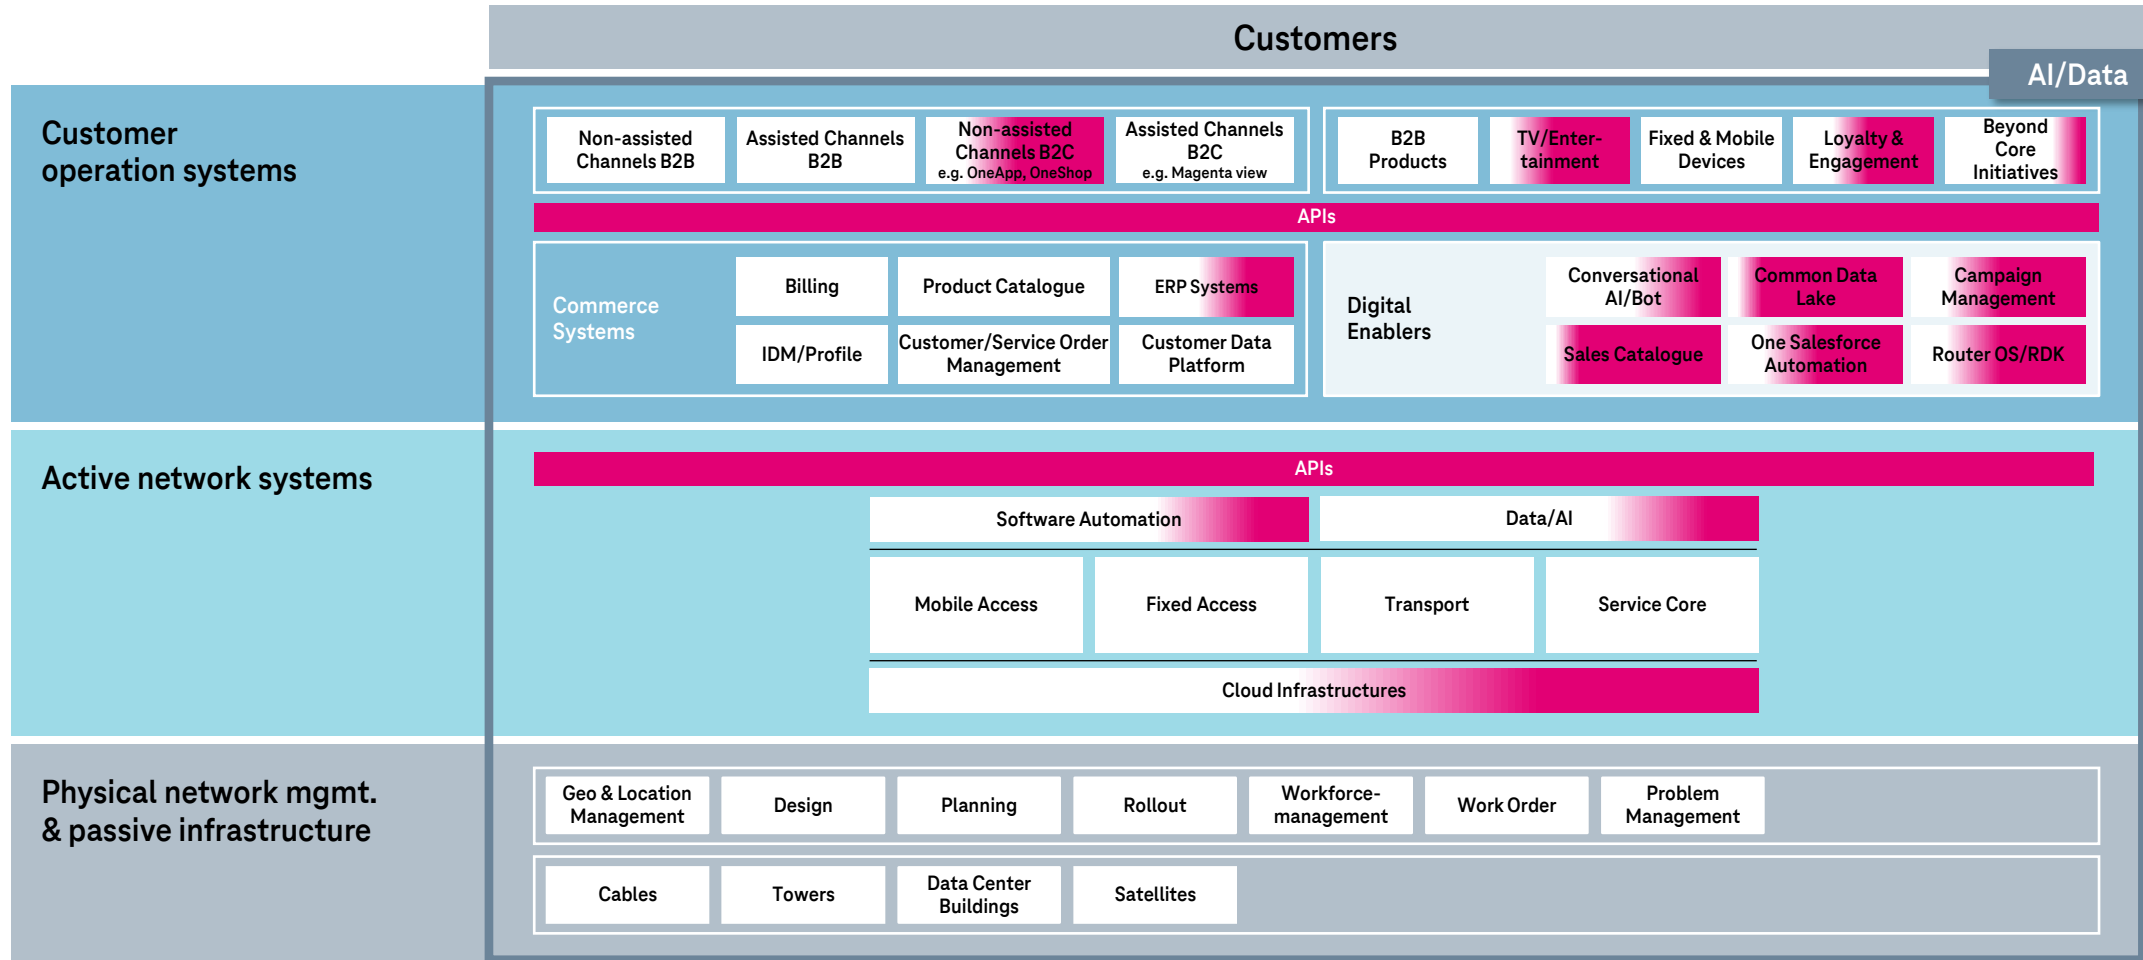 Customers
AI/Data
Customer
operation systems
Non-assisted
Channels B2B
Assisted Channels
B2B
Non-assisted
Channels B2C
e.g. OneApp, OneShop
Assisted Channels
B2C
e.g. Magenta view
B2B
Products
TV/Enter-
tainment
Fixed & Mobile
Devices
Loyalty &
Engagement
Beyond
Core
Initiatives
APIs
Commerce
Systems
Billing
Product Catalogue
ERP Systems
IDM/Profile
Customer/Service Order
Management
Customer Data
Platform
Digital
Enablers
Conversational
AI/Bot
Common Data
Lake
Campaign
Management
Sales Catalogue
One Salesforce
Automation
Router OS/RDK
Active network systems
APIs
Software Automation
Data/AI
Mobile Access
Fixed Access
Transport
Service Core
Cloud Infrastructures
Physical network mgmt.
& passive infrastructure
Geo & Location
Management
Design
Planning
Rollout
Workforce-
management
Work Order
Problem
Management
Cables
Towers
Data Center
Buildings
Satellites